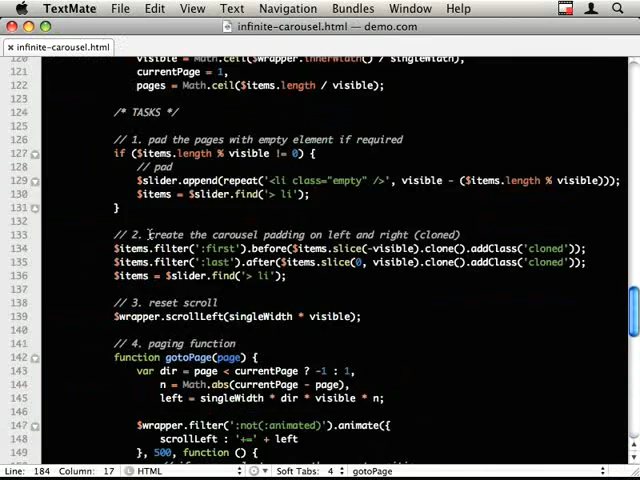 TextMate File Edit View Text Navigation Bundles Window Help
infinite-carousel.html — demo.com
× infinite-carousel.html
120 visible = Math.ceil($wrapper.innerWidth() / singleWidth),
121 currentPage = 1,
122 pages = Math.ceil($items.length / visible);
123
124 /* TASKS */
125
126 // 1. pad the pages with empty element if required
127 if ($items.length % visible != 0) {
128 // pad
129 $slider.append(repeat('<li class="empty" />', visible - ($items.length % visible)));
130 $items = $slider.find('> li');
131 }
132
133 // 2. create the carousel padding on left and right (cloned)
134 $items.filter(':first').before($items.slice(-visible).clone().addClass('cloned'));
135 $items.filter(':last').after($items.slice(0, visible).clone().addClass('cloned'));
136 $items = $slider.find('> li');
137
138 // 3. reset scroll
139 $wrapper.scrollLeft(singleWidth * visible);
140
141 // 4. paging function
142 function gotoPage(page) {
143 var dir = page < currentPage ? -1 : 1,
144 n = Math.abs(currentPage - page),
145 left = singleWidth * dir * visible * n;
146
147 $wrapper.filter(':not(:animated)').animate({
148 scrollLeft : '+=' + left
149 }, 500, function () {
Line: 184 Column: 17 HTML Soft Tabs: 4 gotoPage